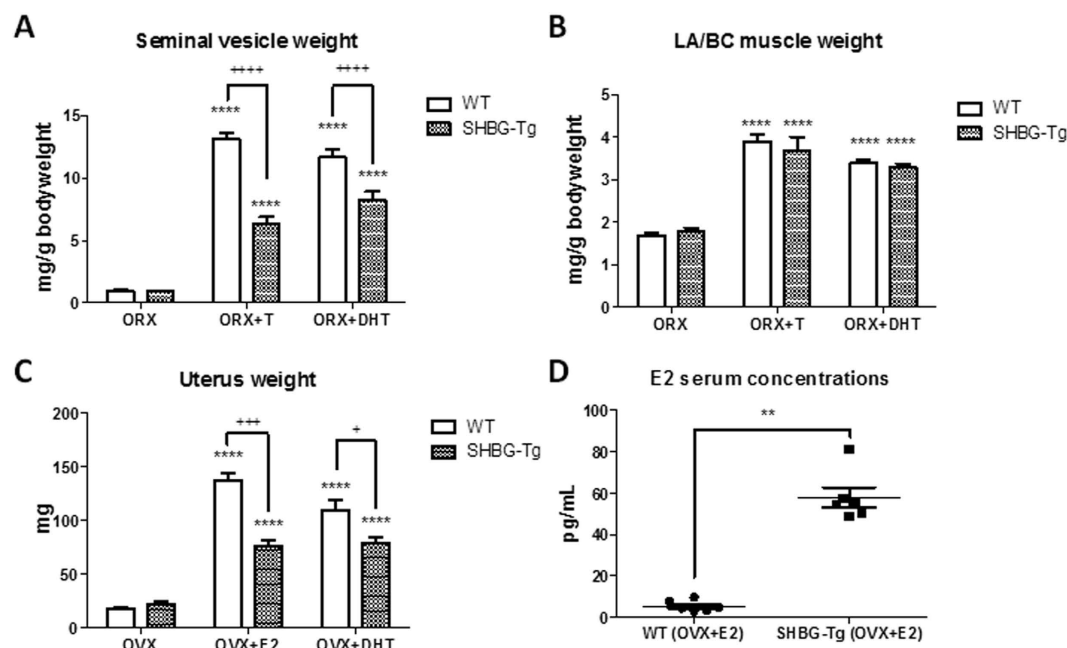 A
Seminal vesicle weight
++++
++++
WT
SHBG-Tg
****
****
****
****
15
10
5
0
mg/g bodyweight
ORX
ORX+T
ORX+DHT
B
LA/BC muscle weight
WT
SHBG-Tg
**** ****
**** ****
5
4
3
2
1
0
mg/g bodyweight
ORX
ORX+T
ORX+DHT
C
Uterus weight
+++
+
WT
SHBG-Tg
****
****
****
****
200
150
100
50
0
mg
OVX
OVX+E2
OVX+DHT
D
E2 serum concentrations
**
100
80
60
40
20
0
pg/mL
WT (OVX+E2)
SHBG-Tg (OVX+E2)